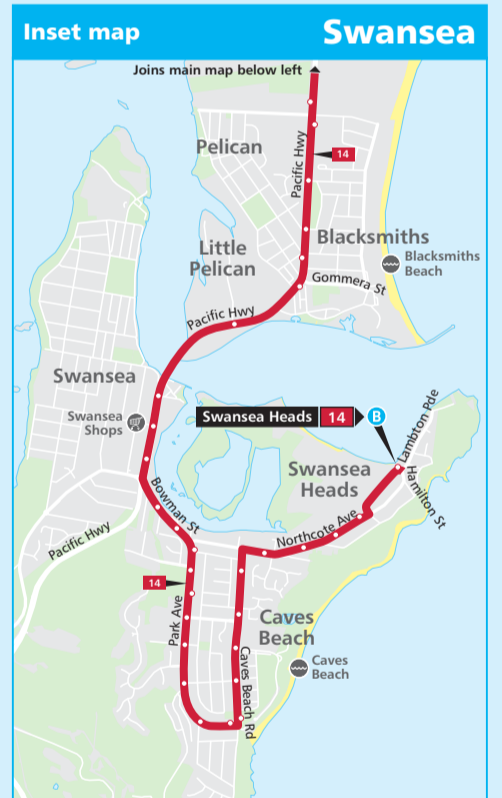 Inset map
Swansea
Joins main map below left
Pelican
Pacific Hwy
14
Little
Pelican
Blacksmiths
Blacksmiths
Beach
Gommera St
Pacific Hwy
Swansea
Swansea
Shops
Swansea Heads 14 B
Lambton Pde
Hamilton St
Swansea
Heads
Bowman St
Northcote Ave
Pacific Hwy
14
Park Ave
Caves
Beach
Caves
Beach
Caves Beach Rd